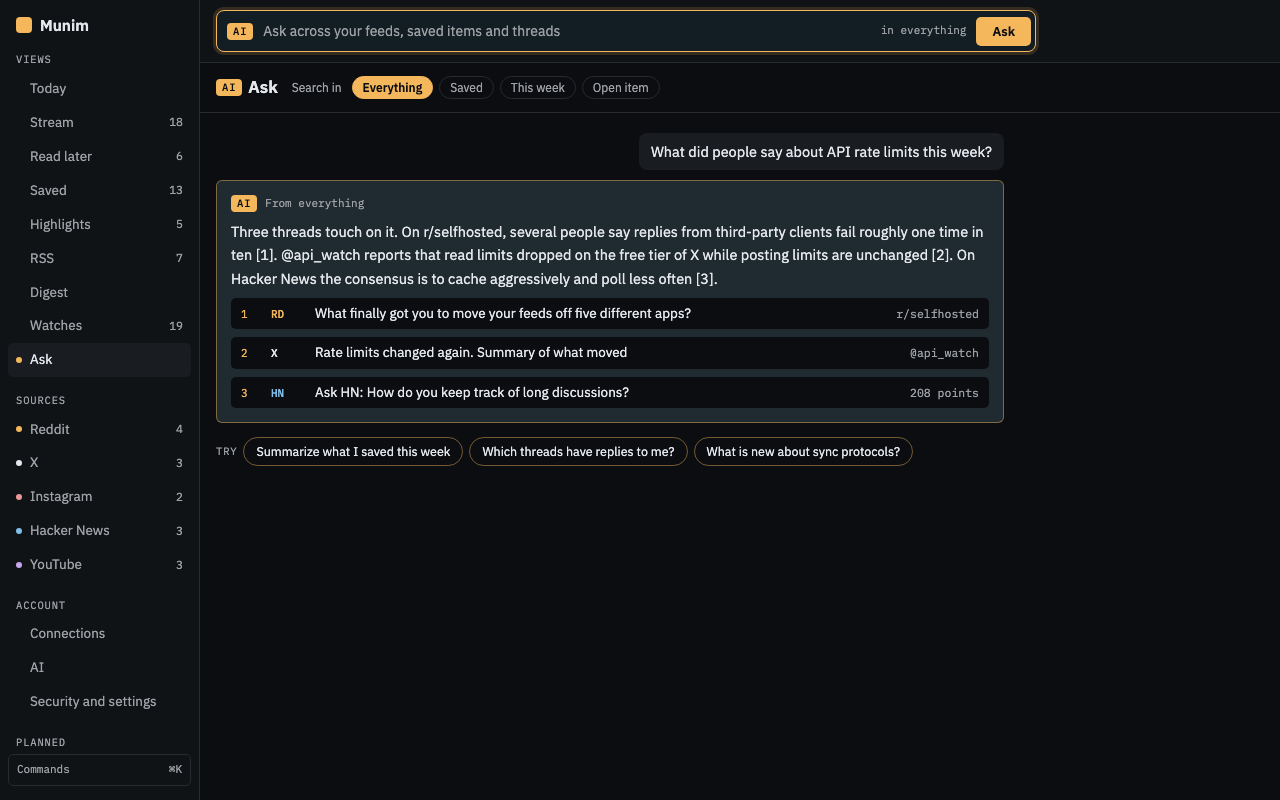 Munim
VIEWS
Today
Stream 18
Read later 6
Saved 13
Highlights 5
RSS 7
Digest
Watches 19
Ask
SOURCES
Reddit 4
X 3
Instagram 2
Hacker News 3
YouTube 3
ACCOUNT
Connections
AI
Security and settings
PLANNED
Commands ⌘K
AI Ask across your feeds, saved items and threads in everything Ask
AI Ask Search in Everything Saved This week Open item
What did people say about API rate limits this week?
AI From everything
Three threads touch on it. On r/selfhosted, several people say replies from third-party clients fail roughly one time in
ten [1]. @api_watch reports that read limits dropped on the free tier of X while posting limits are unchanged [2]. On
Hacker News the consensus is to cache aggressively and poll less often [3].
1 RD What finally got you to move your feeds off five different apps? r/selfhosted
2 X Rate limits changed again. Summary of what moved @api_watch
3 HN Ask HN: How do you keep track of long discussions? 208 points
TRY Summarize what I saved this week Which threads have replies to me? What is new about sync protocols?